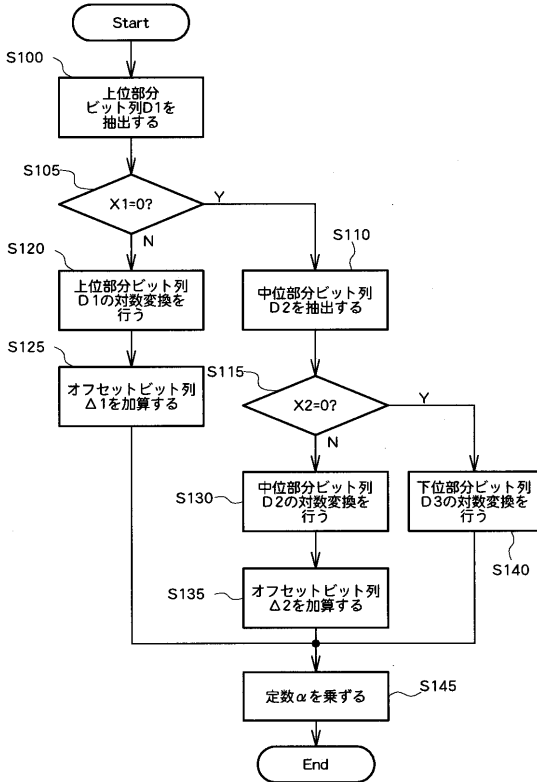 Start
S100
上位部分
ビット列D1を
抽出する
S105
X1=0?
Y
N
S120
上位部分ビット列
D1の対数変換を
行う
S110
中位部分ビット列
D2を抽出する
S125
オフセットビット列
Δ1を加算する
S115
X2=0?
Y
N
S130
中位部分ビット列
D2の対数変換を
行う
下位部分ビット列
D3の対数変換を
行う
S140
S135
オフセットビット列
Δ2を加算する
定数αを乗ずる
S145
End